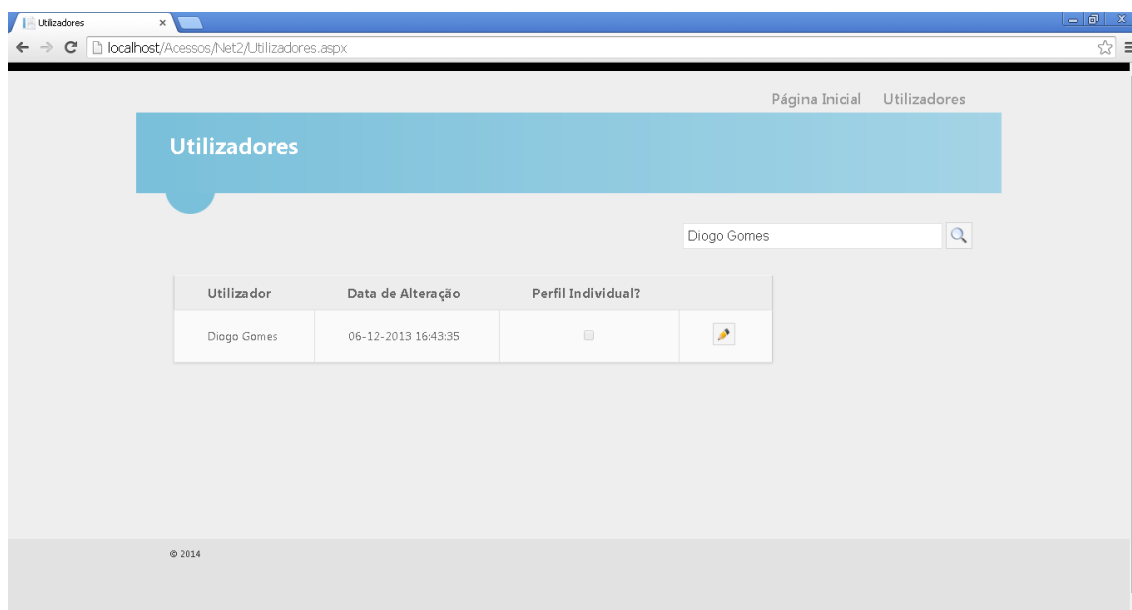 Utilizadores
localhost/Acessos/Net2/Utilizadores.aspx
Página Inicial Utilizadores
Utilizadores
Diogo Gomes
Utilizador Data de Alteração Perfil Individual?
Diogo Gomes 06-12-2013 16:43:35
© 2014